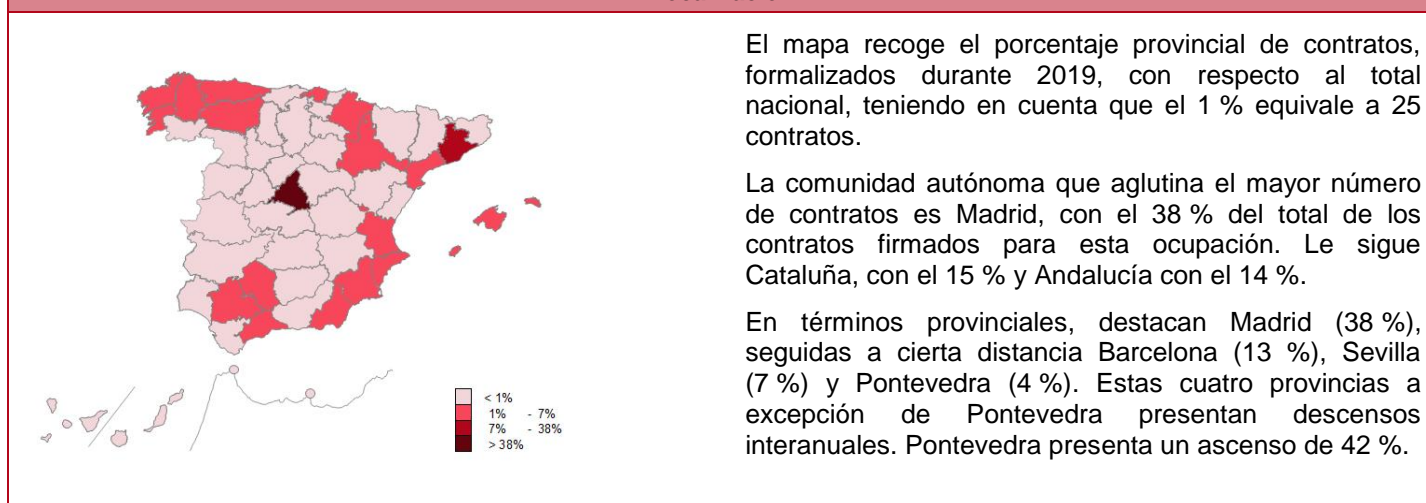 El mapa recoge el porcentaje provincial de contratos,
formalizados durante 2019, con respecto al total
nacional, teniendo en cuenta que el 1 % equivale a 25
contratos.
La comunidad autónoma que aglutina el mayor número
de contratos es Madrid, con el 38 % del total de los
contratos firmados para esta ocupación. Le sigue
Cataluña, con el 15 % y Andalucía con el 14 %.
En términos provinciales, destacan Madrid (38 %),
seguidas a cierta distancia Barcelona (13 %), Sevilla
(7 %) y Pontevedra (4 %). Estas cuatro provincias a
excepción de Pontevedra presentan descensos
interanuales. Pontevedra presenta un ascenso de 42 %.
< 1%
1% - 7%
7% - 38%
> 38%